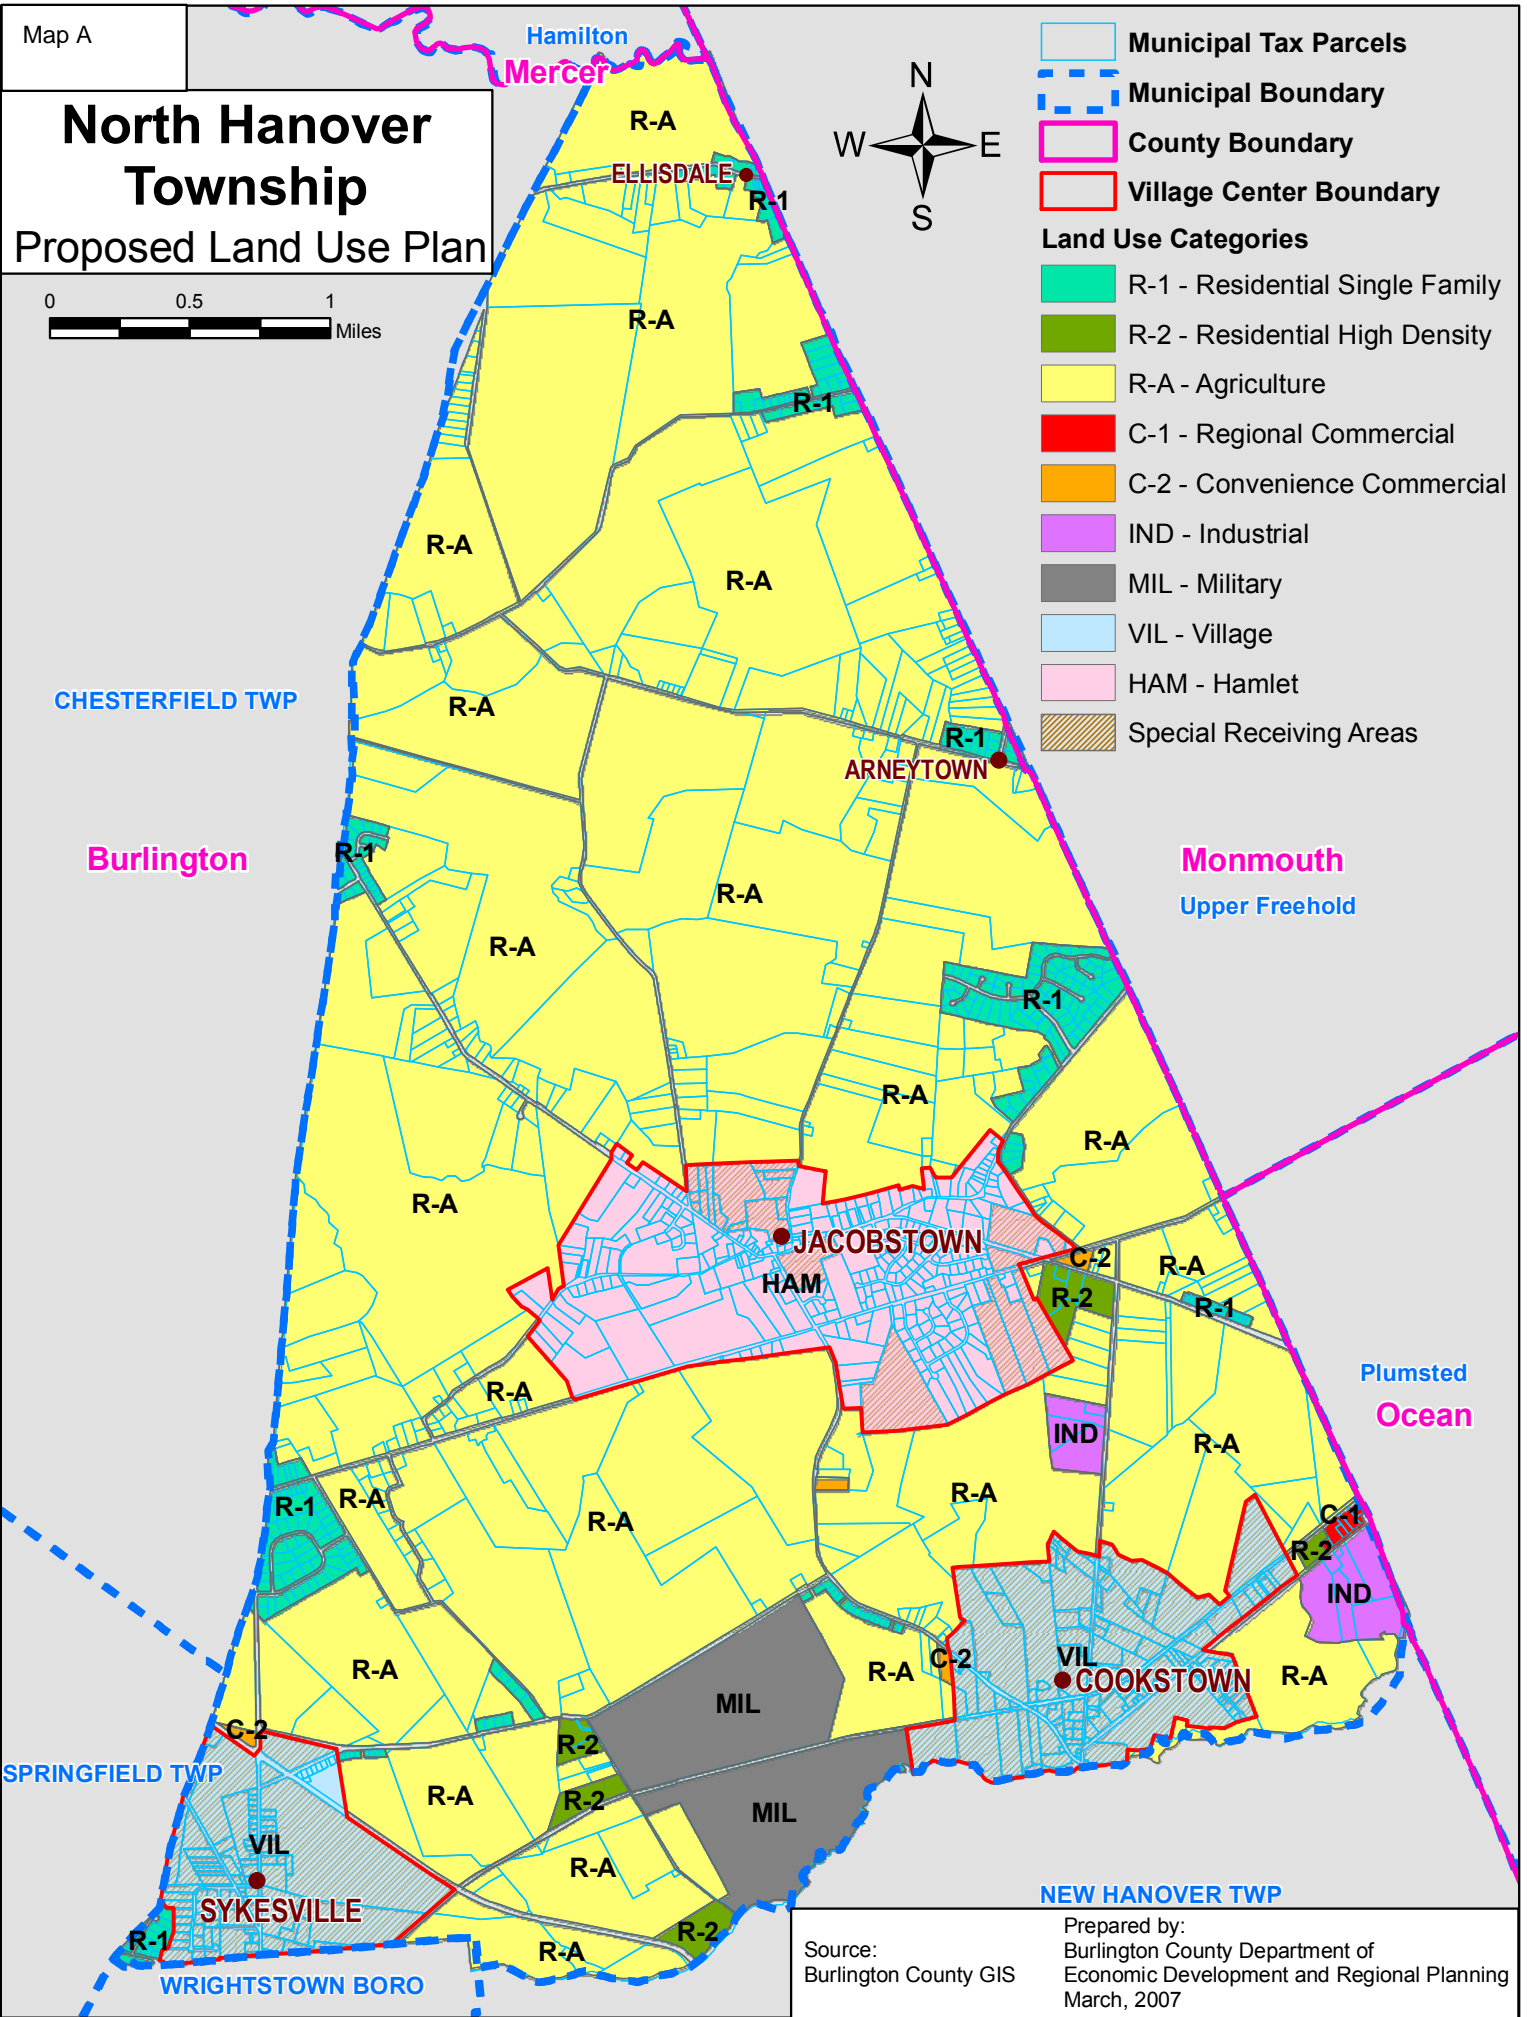 Map A
North Hanover
Township
Proposed Land Use Plan
0 0.5 1
Miles
Hamilton
Mercer
N
W E
S
Municipal Tax Parcels
Municipal Boundary
County Boundary
Village Center Boundary
Land Use Categories
R-1 - Residential Single Family
R-2 - Residential High Density
R-A - Agriculture
C-1 - Regional Commercial
C-2 - Convenience Commercial
IND - Industrial
MIL - Military
VIL - Village
HAM - Hamlet
Special Receiving Areas
R-A
ELLISDALE
R-1
R-A
R-1
R-A
R-A
CHESTERFIELD TWP
R-A
R-1
ARNEYTOWN
Burlington
R-1
Monmouth
R-A
Upper Freehold
R-A
R-1
R-A
R-A
R-A
JACOBSTOWN
C-2
R-A
HAM
R-2
R-1
Plumsted
R-A
Ocean
IND
R-A
R-A
R-1
R-A
R-A
C-1
R-2
IND
R-A
C-2
R-A
VIL
COOKSTOWN
R-A
MIL
C-2
R-2
SPRINGFIELD TWP
R-A
R-2
MIL
VIL
R-A
SYKESVILLE
NEW HANOVER TWP
R-2
R-1
R-A
WRIGHTSTOWN BORO
Source:
Burlington County GIS
Prepared by:
Burlington County Department of
Economic Development and Regional Planning
March, 2007